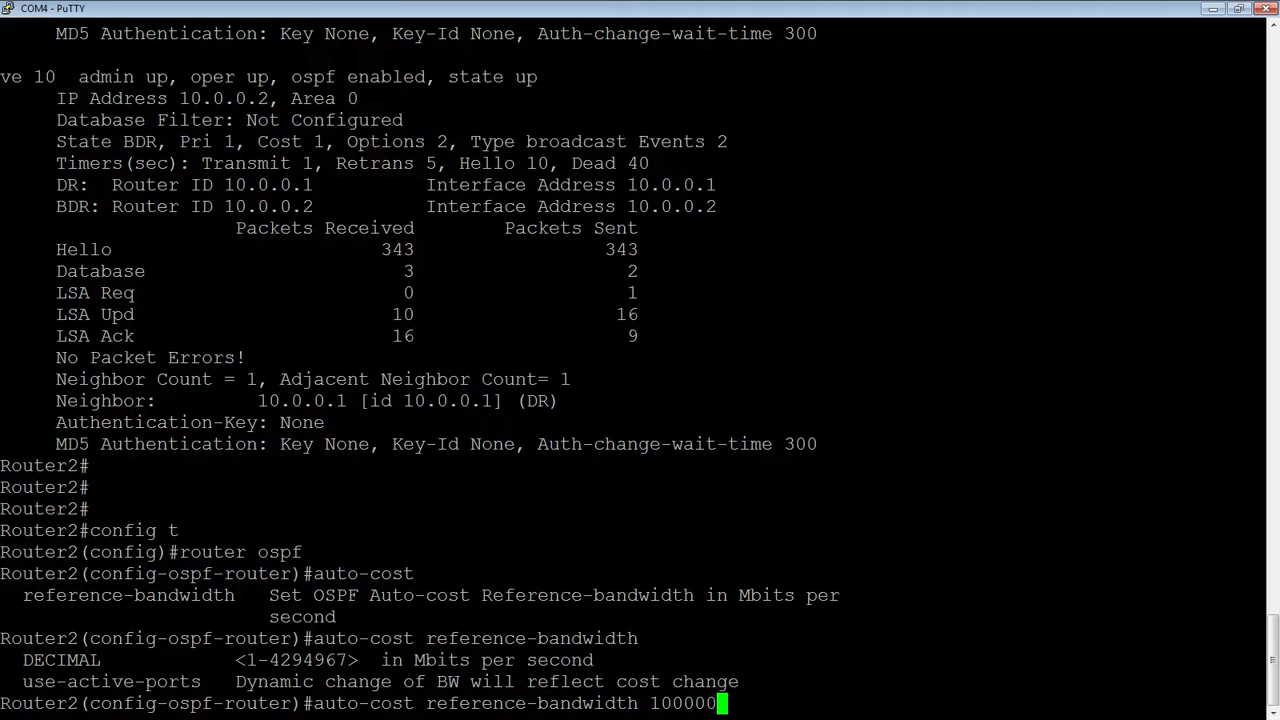 COM4 - PuTTY
MD5 Authentication: Key None, Key-Id None, Auth-change-wait-time 300
ve 10  admin up, oper up, ospf enabled, state up
IP Address 10.0.0.2, Area 0
Database Filter: Not Configured
State BDR, Pri 1, Cost 1, Options 2, Type broadcast Events 2
Timers(sec): Transmit 1, Retrans 5, Hello 10, Dead 40
DR:  Router ID 10.0.0.1          Interface Address 10.0.0.1
BDR: Router ID 10.0.0.2          Interface Address 10.0.0.2
Packets Received        Packets Sent
Hello                        343                 343
Database                       3                   2
LSA Req                        0                   1
LSA Upd                       10                  16
LSA Ack                       16                   9
No Packet Errors!
Neighbor Count = 1, Adjacent Neighbor Count= 1
Neighbor:         10.0.0.1 [id 10.0.0.1] (DR)
Authentication-Key: None
MD5 Authentication: Key None, Key-Id None, Auth-change-wait-time 300
Router2#
Router2#
Router2#
Router2#config t
Router2(config)#router ospf
Router2(config-ospf-router)#auto-cost
reference-bandwidth   Set OSPF Auto-cost Reference-bandwidth in Mbits per
second
Router2(config-ospf-router)#auto-cost reference-bandwidth
DECIMAL            <1-4294967>  in Mbits per second
use-active-ports   Dynamic change of BW will reflect cost change
Router2(config-ospf-router)#auto-cost reference-bandwidth 100000